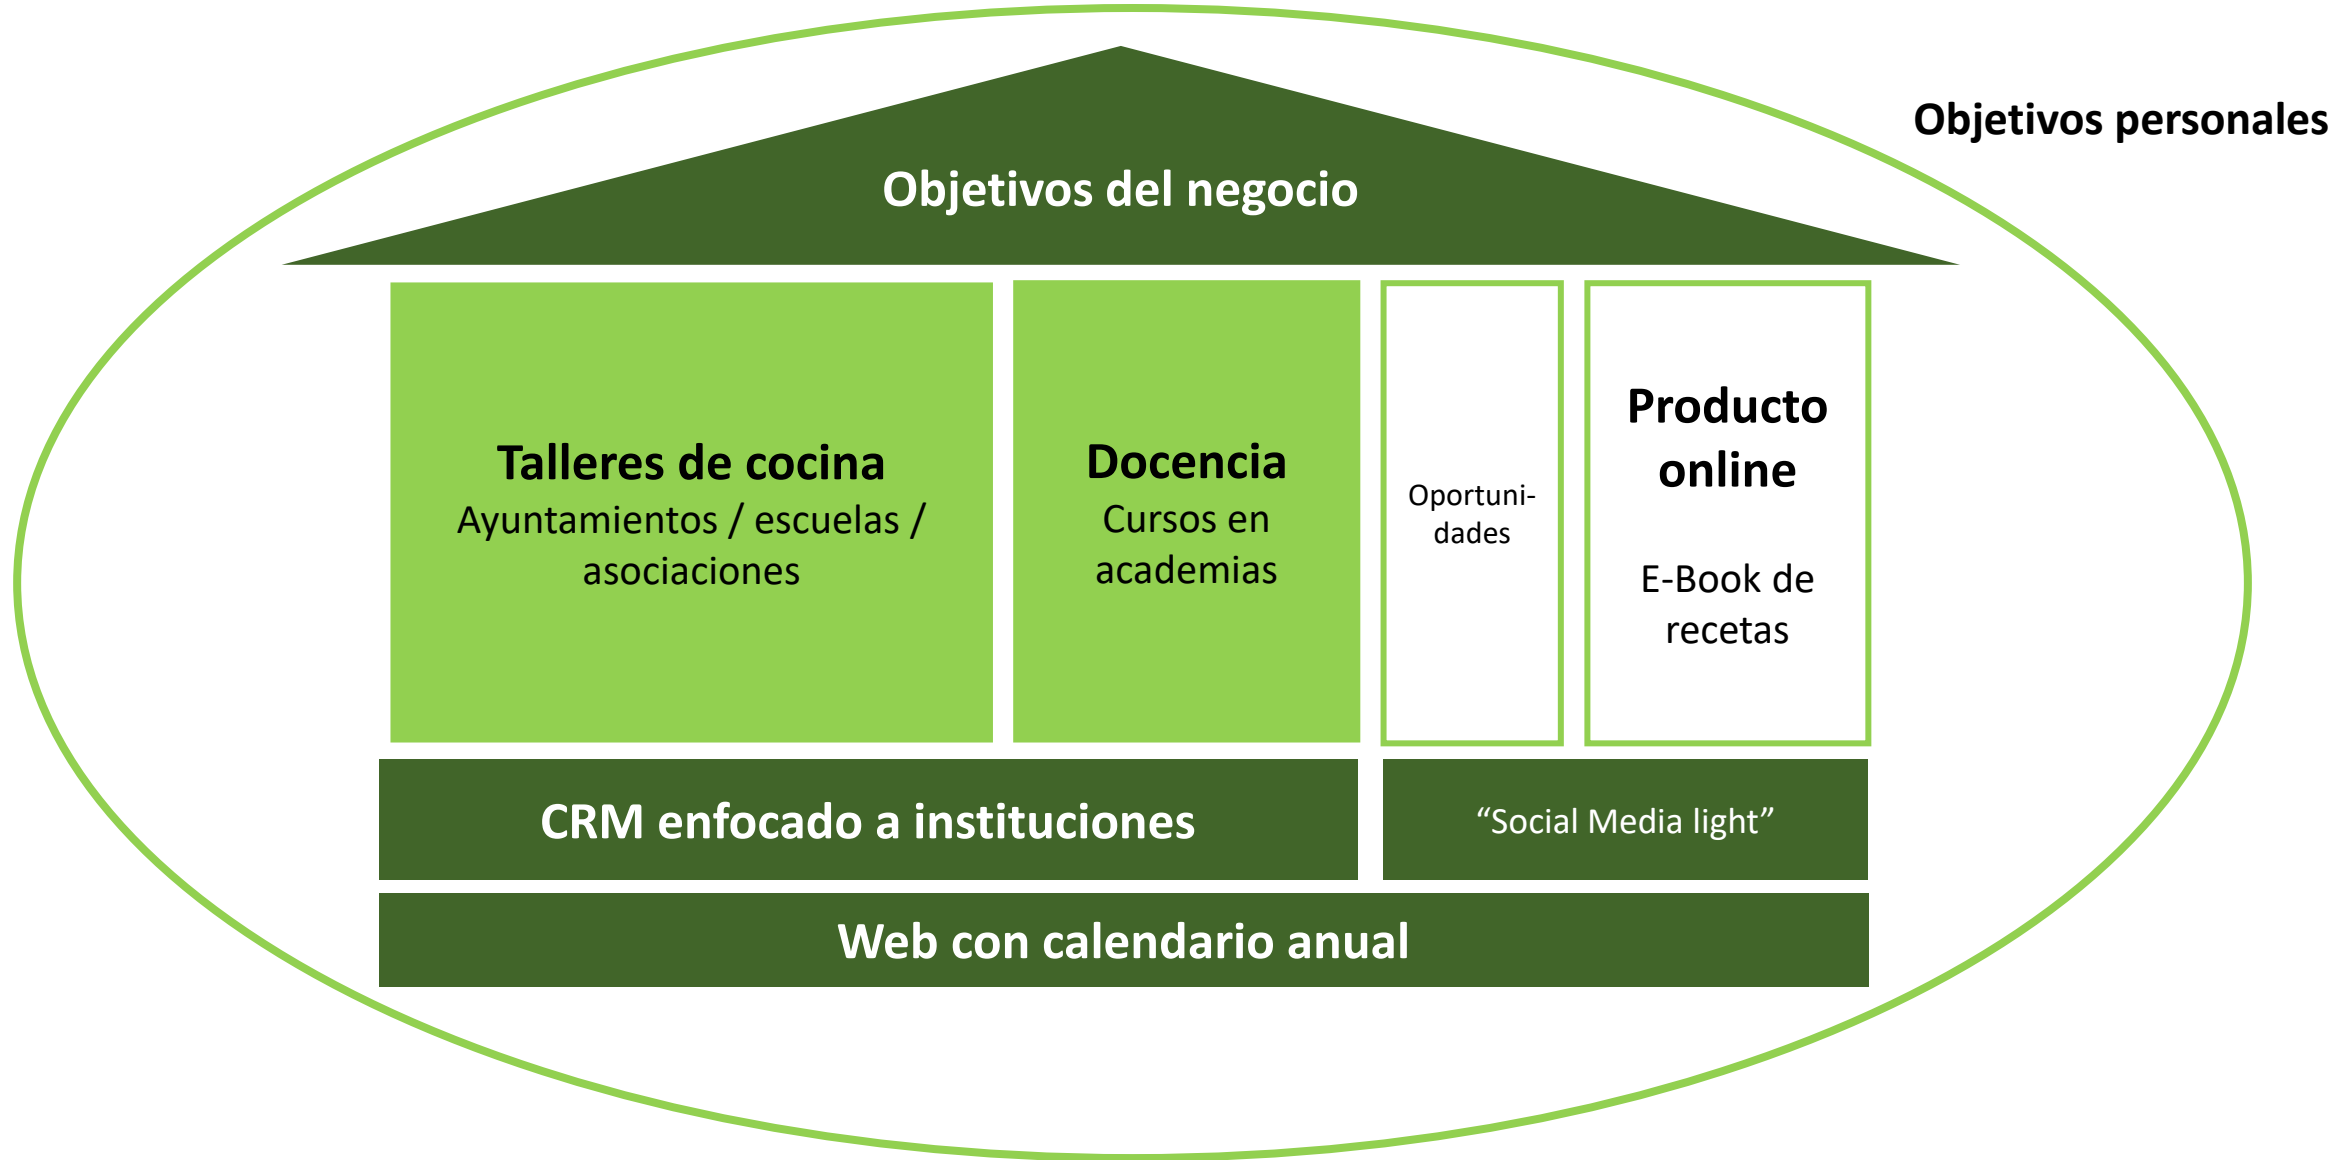 Objetivos personales
Objetivos del negocio
Talleres de cocina
Ayuntamientos / escuelas /
asociaciones
Docencia
Cursos en
academias
Oportuni-
dades
Producto
online
E-Book de
recetas
CRM enfocado a instituciones
“Social Media light”
Web con calendario anual